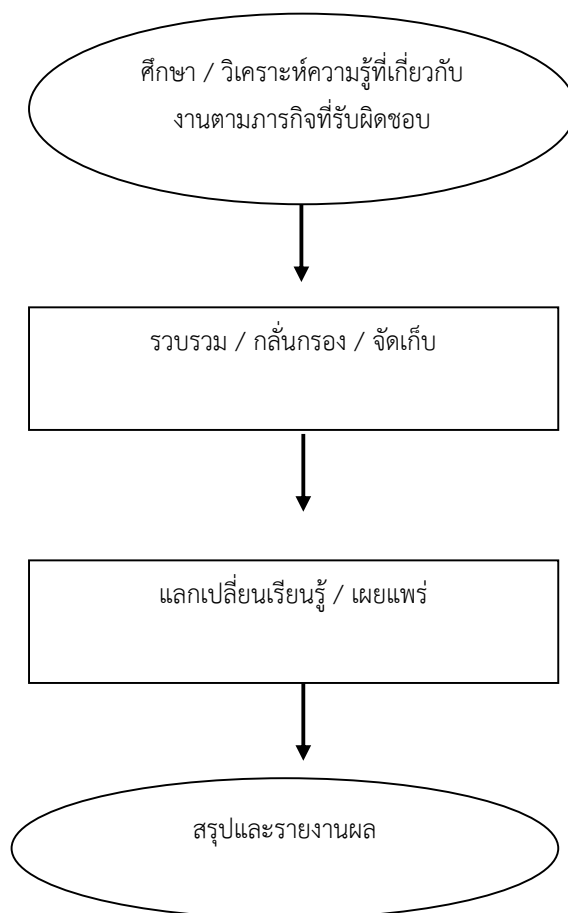 ศึกษา / วิเคราะห์ความรู้ที่เกี่ยวกับ
งานตามภารกิจที่รับผิดชอบ
รวบรวม / กลั่นกรอง / จัดเก็บ
แลกเปลี่ยนเรียนรู้ / เผยแพร่
สรุปและรายงานผล